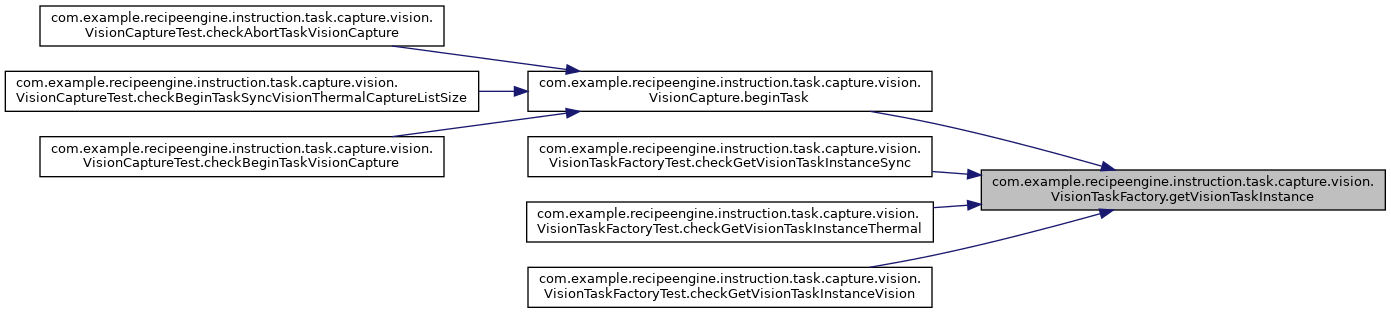 com.example.recipeengine.instruction.task.capture.vision.
VisionCaptureTest.checkAbortTaskVisionCapture
com.example.recipeengine.instruction.task.capture.vision.
VisionCaptureTest.checkBeginTaskSyncVisionThermalCaptureListSize
com.example.recipeengine.instruction.task.capture.vision.
VisionCaptureTest.checkBeginTaskVisionCapture
com.example.recipeengine.instruction.task.capture.vision.
VisionCapture.beginTask
com.example.recipeengine.instruction.task.capture.vision.
VisionTaskFactoryTest.checkGetVisionTaskInstanceSync
com.example.recipeengine.instruction.task.capture.vision.
VisionTaskFactoryTest.checkGetVisionTaskInstanceThermal
com.example.recipeengine.instruction.task.capture.vision.
VisionTaskFactoryTest.checkGetVisionTaskInstanceVision
com.example.recipeengine.instruction.task.capture.vision.
VisionTaskFactory.getVisionTaskInstance